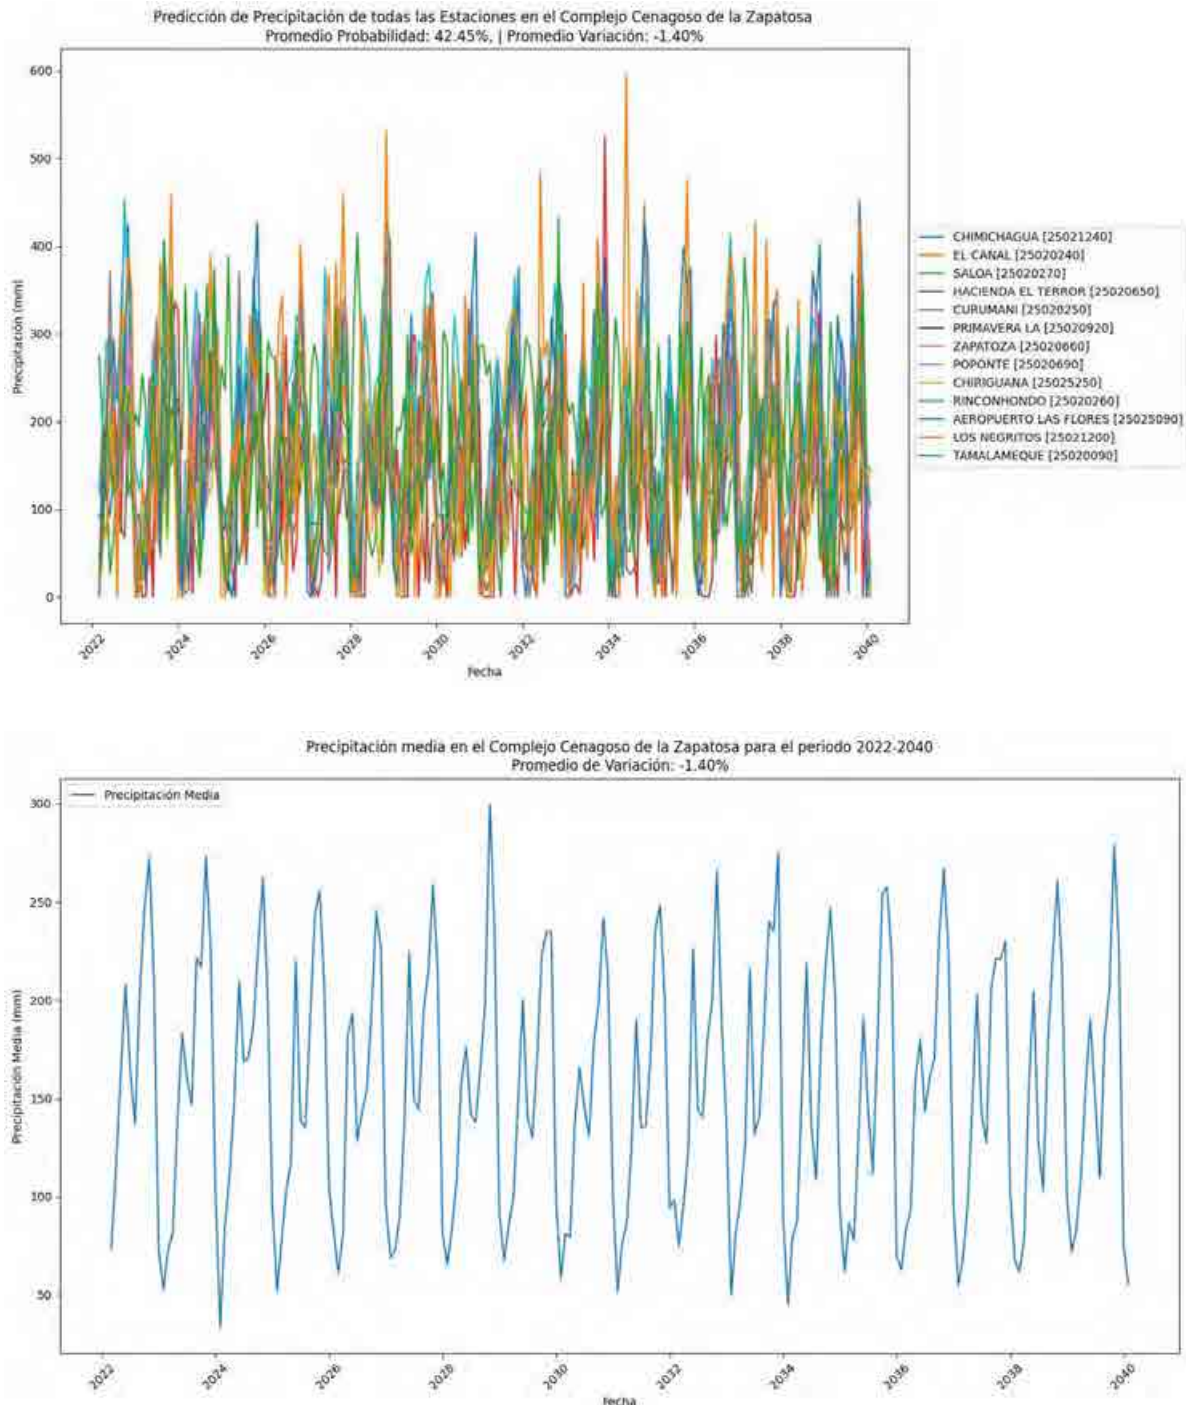 Predicción de Precipitación de todas las Estaciones en el Complejo Cenagoso de la Zapatosa
Promedio Probabilidad: 42.45%, | Promedio Variación: -1.40%
Precipitación (mm)
600
500
400
300
200
100
0
2022
2024
2026
2028
2030
2032
2034
2036
2038
2040
Fecha
CHIMICHAGUA [25021240]
EL CANAL [25020240]
SALOA [25020270]
HACIENDA EL TERROR [25020650]
CURUMANI [25020250]
PRIMAVERA LA [25020920]
ZAPATOZA [25020660]
POPONTE [25020690]
CHIRIGUANA [25025250]
RINCONHONDO [25020260]
AEROPUERTO LAS FLORES [25025090]
LOS NEGRITOS [25021200]
TAMALAMEQUE [25020090]
Precipitación media en el Complejo Cenagoso de la Zapatosa para el periodo 2022-2040
Promedio de Variación: -1.40%
Precipitación Media
Precipitación Media (mm)
300
250
200
150
100
50
2022
2024
2026
2028
2030
2032
2034
2036
2038
2040
Fecha